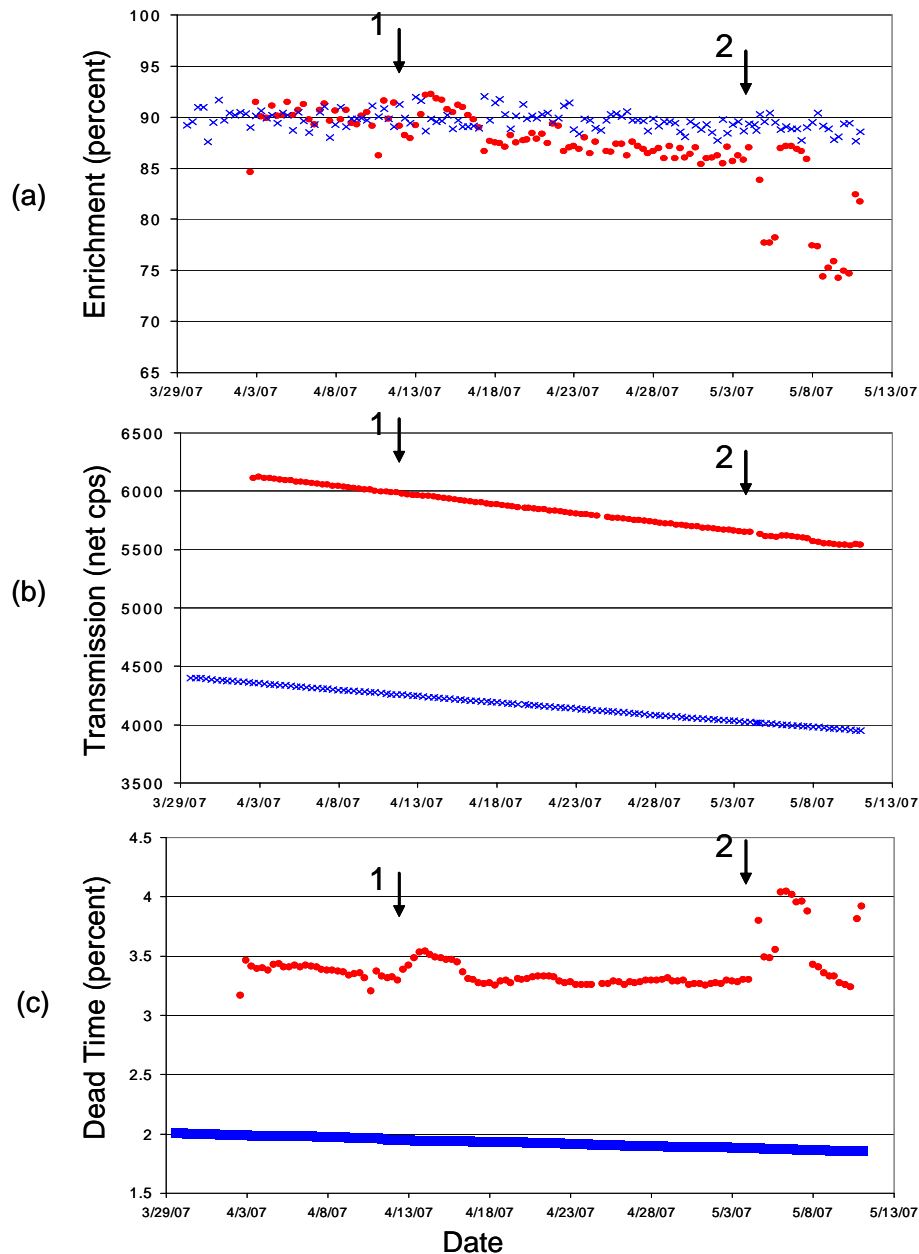 (a)
Enrichment (percent)
100
95
90
85
80
75
70
65
1
2
3/29/07 4/3/07 4/8/07 4/13/07 4/18/07 4/23/07 4/28/07 5/3/07 5/8/07 5/13/07
(b)
Transmission (net cps)
6500
6000
5500
5000
4500
4000
3500
1
2
3/29/07 4/3/07 4/8/07 4/13/07 4/18/07 4/23/07 4/28/07 5/3/07 5/8/07 5/13/07
(c)
Dead Time (percent)
4.5
4
3.5
3
2.5
2
1.5
1
2
3/29/07 4/3/07 4/8/07 4/13/07 4/18/07 4/23/07 4/28/07 5/3/07 5/8/07 5/13/07
Date